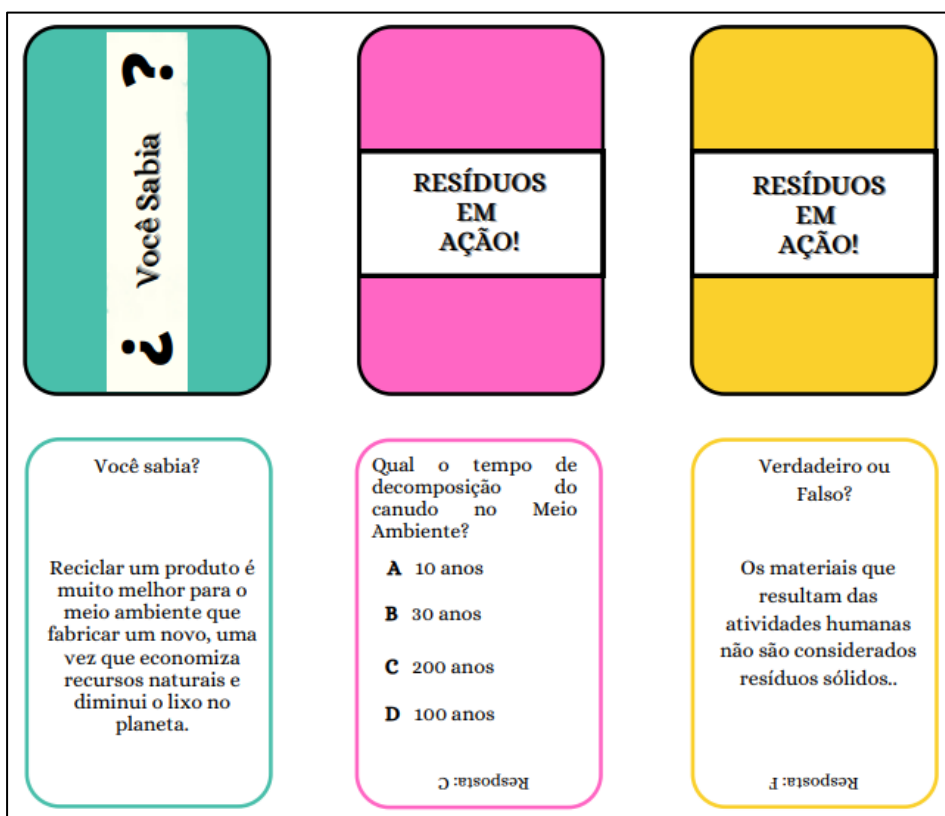 ¿ Você Sabia ?
RESÍDUOS
EM
AÇÃO!
RESÍDUOS
EM
AÇÃO!
Você sabia?
Reciclar um produto é
muito melhor para o
meio ambiente que
fabricar um novo, uma
vez que economiza
recursos naturais e
diminui o lixo no
planeta.
Qual o tempo de
decomposição do
canudo no Meio
Ambiente?
A 10 anos
B 30 anos
C 200 anos
D 100 anos
Resposta: C
Verdadeiro ou
Falso?
Os materiais que
resultam das
atividades humanas
não são considerados
resíduos sólidos..
Resposta: F